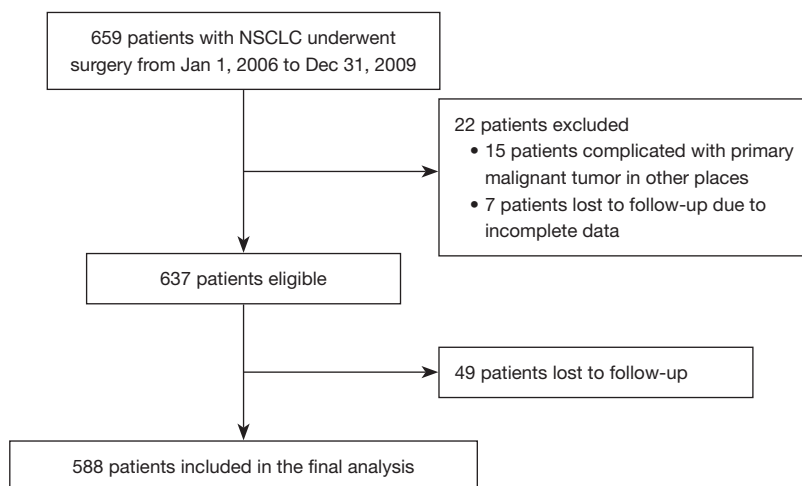 659 patients with NSCLC underwent
surgery from Jan 1, 2006 to Dec 31, 2009
22 patients excluded
• 15 patients complicated with primary
malignant tumor in other places
• 7 patients lost to follow-up due to
incomplete data
637 patients eligible
49 patients lost to follow-up
588 patients included in the final analysis